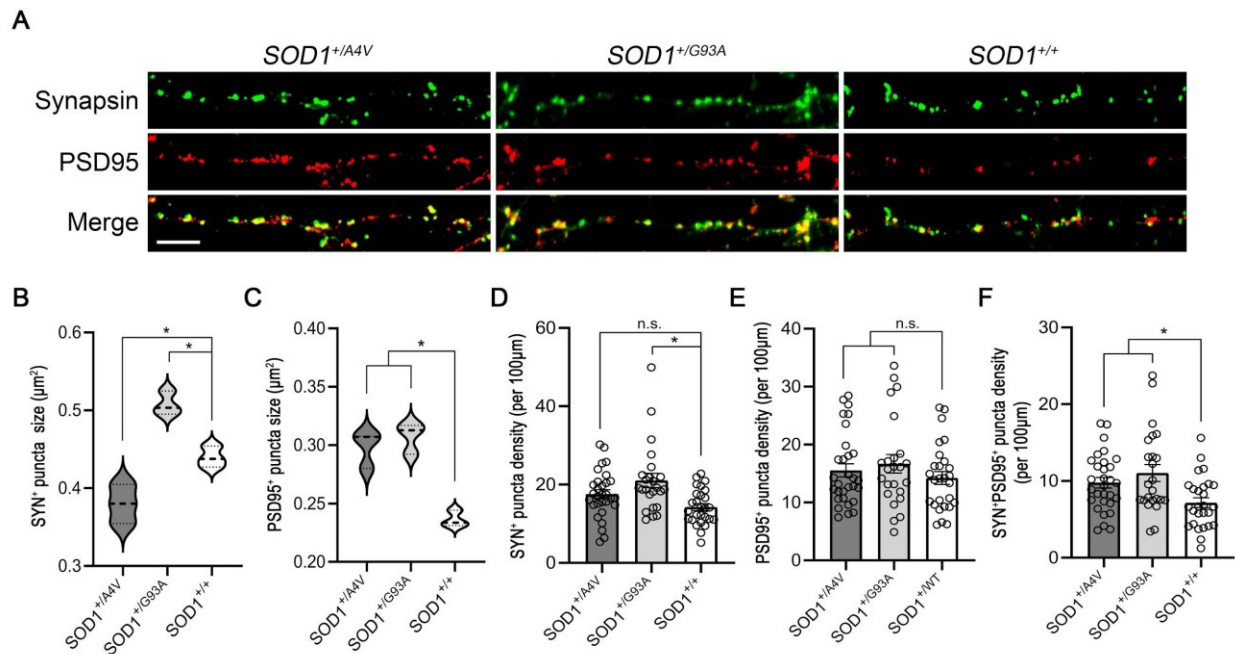 A
SOD1+/A4V
SOD1+/G93A
SOD1+/+
Synapsin
PSD95
Merge
B
SYN+ puncta size (µm²)
0.6
0.5
0.4
0.3
*
*
SOD1+/A4V
SOD1+/G93A
SOD1+/+
C
PSD95+ puncta size (µm²)
0.40
0.35
0.30
0.25
0.20
*
SOD1+/A4V
SOD1+/G93A
SOD1+/+
D
SYN+ puncta density (per 100µm)
60
40
20
0
n.s.
*
SOD1+/A4V
SOD1+/G93A
SOD1+/+
E
PSD95+ puncta density (per 100µm)
40
30
20
10
0
n.s.
SOD1+/A4V
SOD1+/G93A
SOD1+/WT
F
SYN+PSD95+ puncta density
(per 100µm)
30
20
10
0
*
SOD1+/A4V
SOD1+/G93A
SOD1+/+